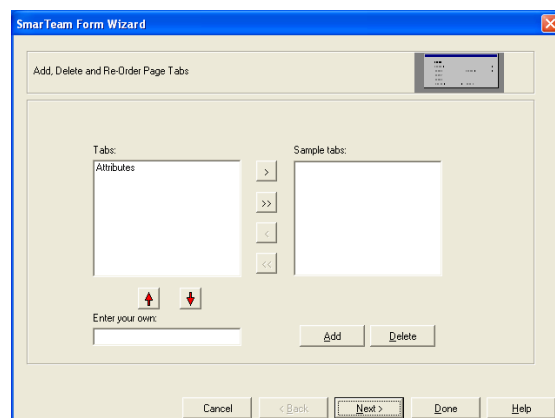 SmarTeam Form Wizard
Add, Delete and Re-Order Page Tabs
Tabs:
Sample tabs:
Attributes
>
>>
<
<<
Enter your own:
Add
Delete
Cancel
< Back
Next >
Done
Help